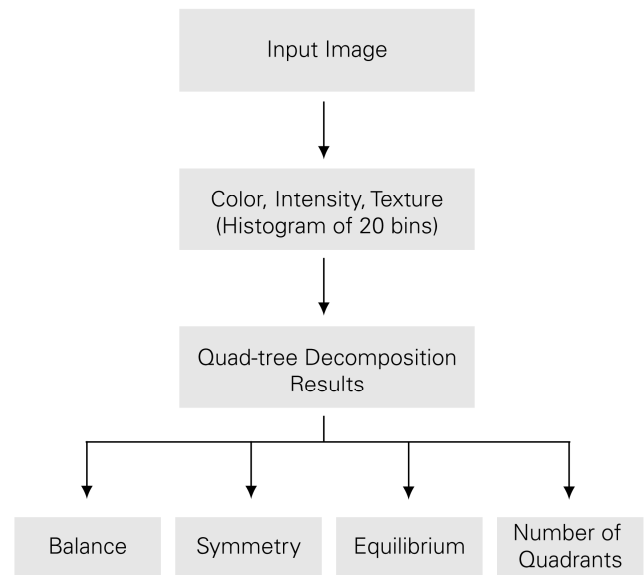 Input Image
Color, Intensity, Texture
(Histogram of 20 bins)
Quad-tree Decomposition
Results
Balance
Symmetry
Equilibrium
Number of
Quadrants